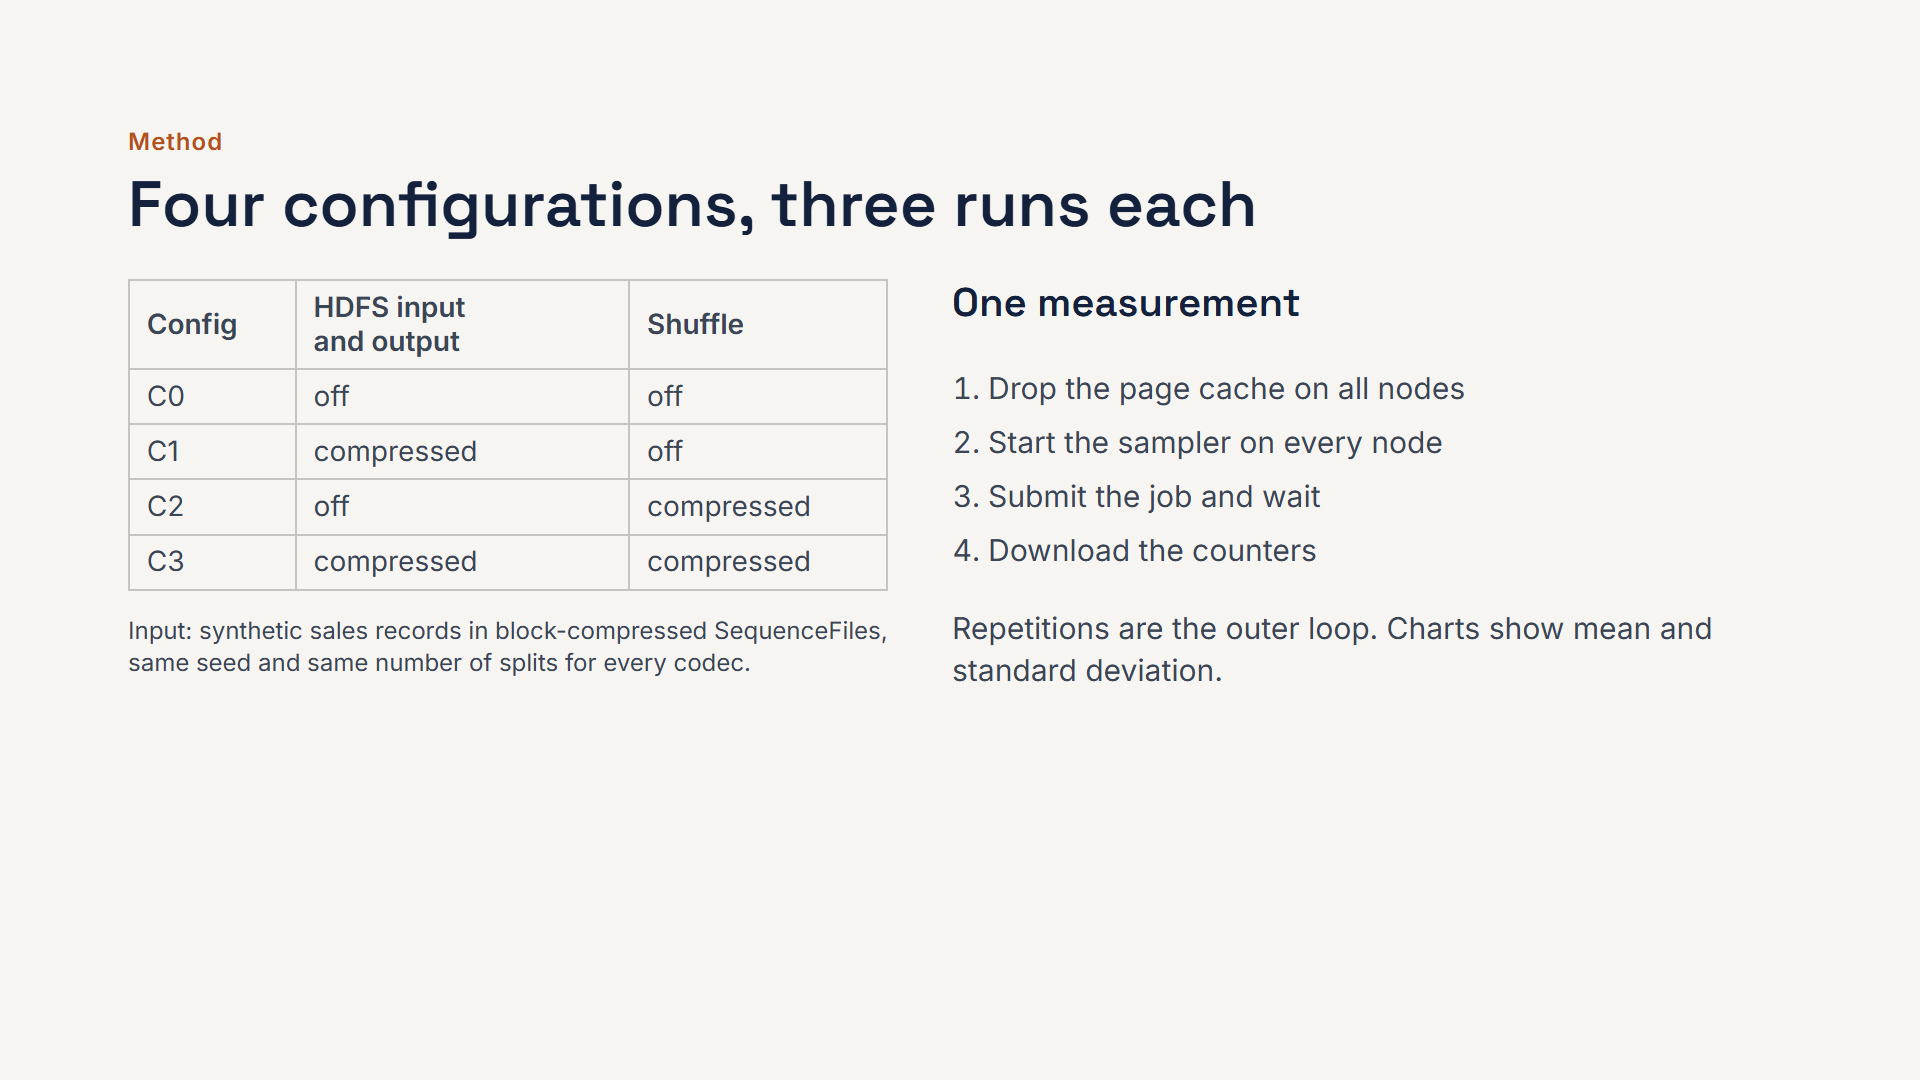 Method
Four configurations, three runs each
Config
HDFS input
and output
Shuffle
C0 off off
C1 compressed off
C2 off compressed
C3 compressed compressed
Input: synthetic sales records in block-compressed SequenceFiles,
same seed and same number of splits for every codec.
One measurement
1. Drop the page cache on all nodes
2. Start the sampler on every node
3. Submit the job and wait
4. Download the counters
Repetitions are the outer loop. Charts show mean and
standard deviation.